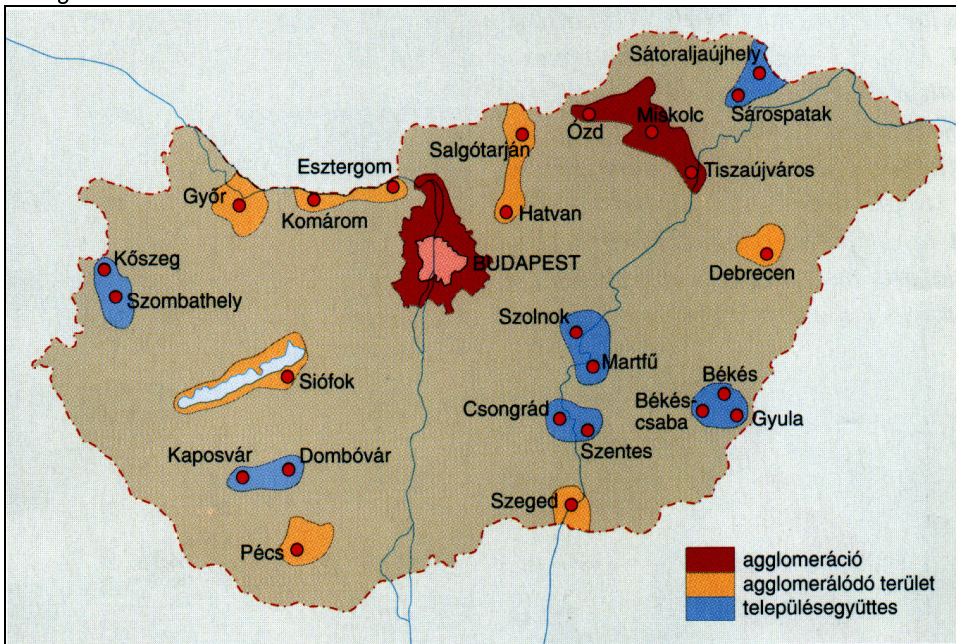 Sátoraljaújhely
Ózd
Miskolc
Sárospatak
Salgótarján
Tiszaújváros
Esztergom
Győr
Komárom
Hatvan
Kőszeg
BUDAPEST
Debrecen
Szombathely
Szolnok
Siófok
Martfű
Békés
Csongrád
Békés-
csaba
Gyula
Szentes
Kaposvár
Dombóvár
Szeged
Pécs
agglomeráció
agglomerálódó terület
településegyüttes